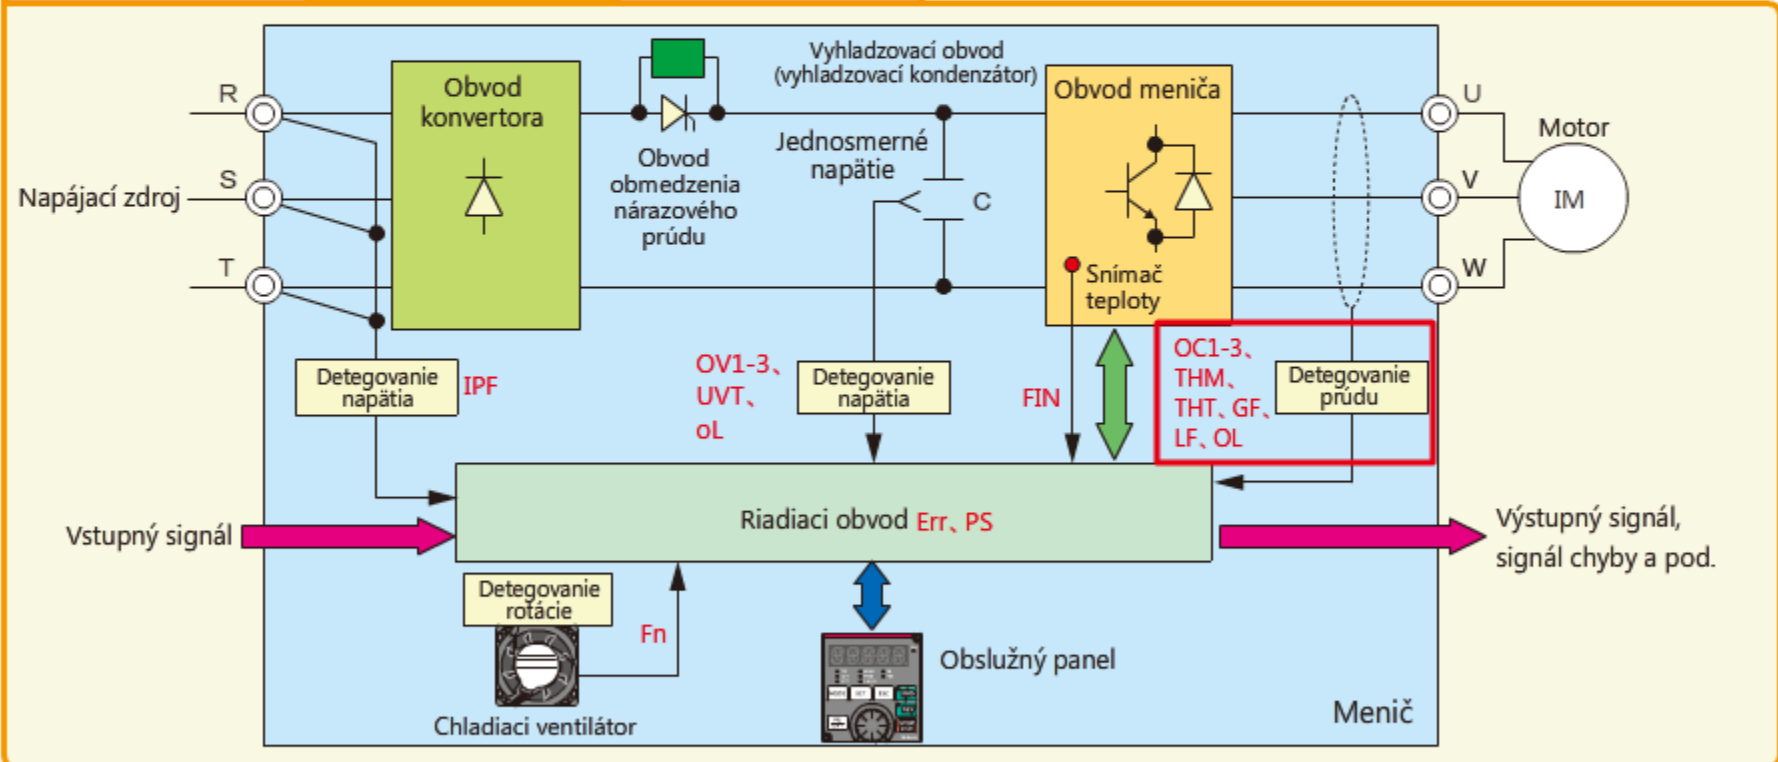 Vyhladzovací obvod
(vyhladzovací kondenzátor)
R
Obvod
konvertora
Obvod meniča
U
Motor
Obvod
obmedzenia
nárazového
prúdu
Jednosmerné
napätie
Napájací zdroj
S
C
V
IM
T
Snímač
teploty
W
Detegovanie
napätia
IPF
OV1-3、
UVT、
oL
Detegovanie
napätia
FIN
OC1-3、
THM、
THT、GF、
LF、OL
Detegovanie
prúdu
Vstupný signál
Riadiaci obvod Err、PS
Výstupný signál,
signál chyby a pod.
Detegovanie
rotácie
Fn
Chladiaci ventilátor
Obslužný panel
Menič